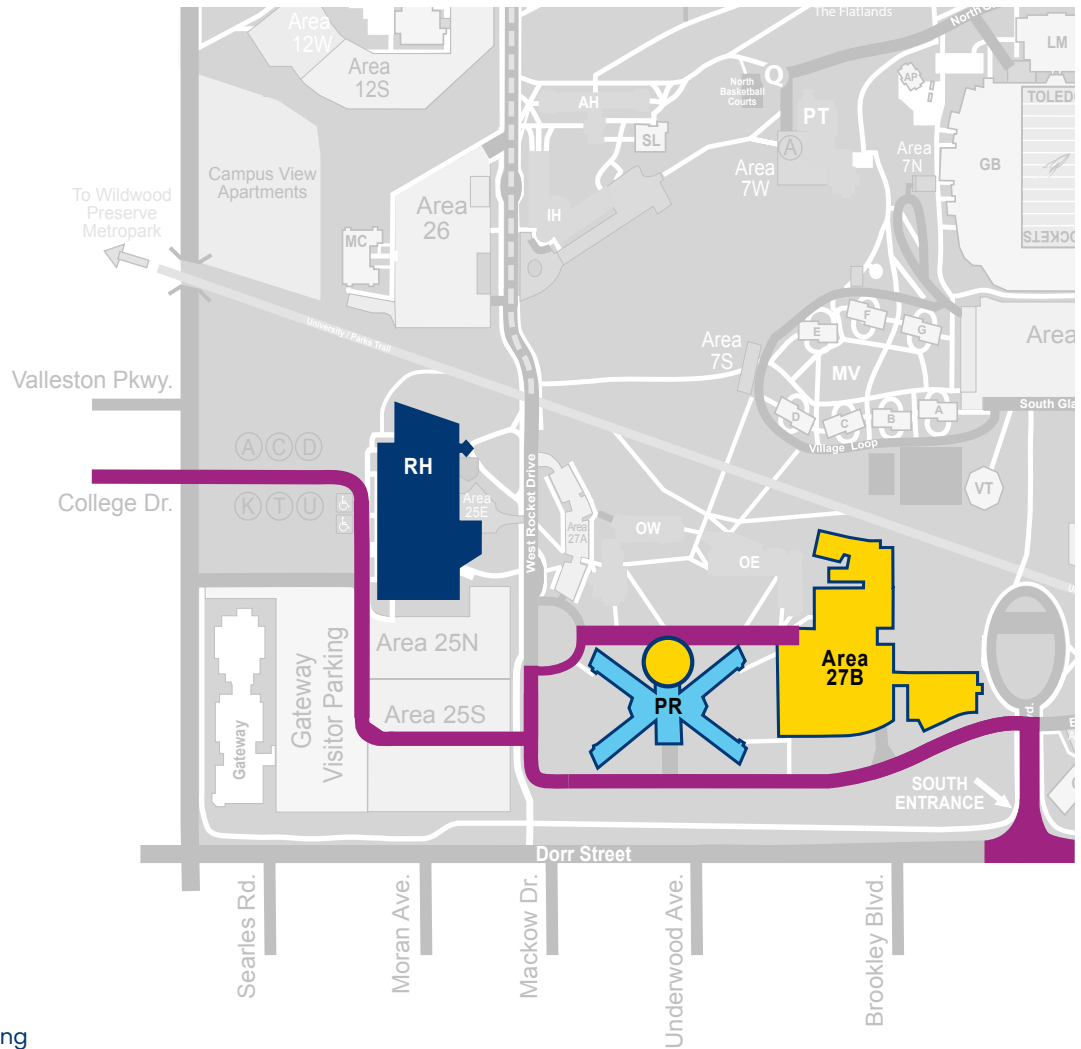 The Flatlands
Area
12W
Area
12S
LM
North
Basketball
Courts
Q
AP
AH
PT
SL
A
Area
7W
Area
7N
GB
ROCKETS
Campus View
Apartments
To Wildwood
Preserve
Metropark
Area
26
IH
MC
University / Parks Trail
Area
7S
E
F
G
Area
MV
D
C
B
A
Village Loop
Valleston Pkwy.
College Dr.
A C D
K T U
RH
Area
25E
West Rocket Drive
Area
27A
OW
OE
VT
Gateway
Gateway
Visitor Parking
Area 25N
Area 25S
PR
Area
27B
SOUTH
ENTRANCE
Dorr Street
Searles Rd.
Moran Ave.
Mackow Dr.
Underwood Ave.
Brookley Blvd.